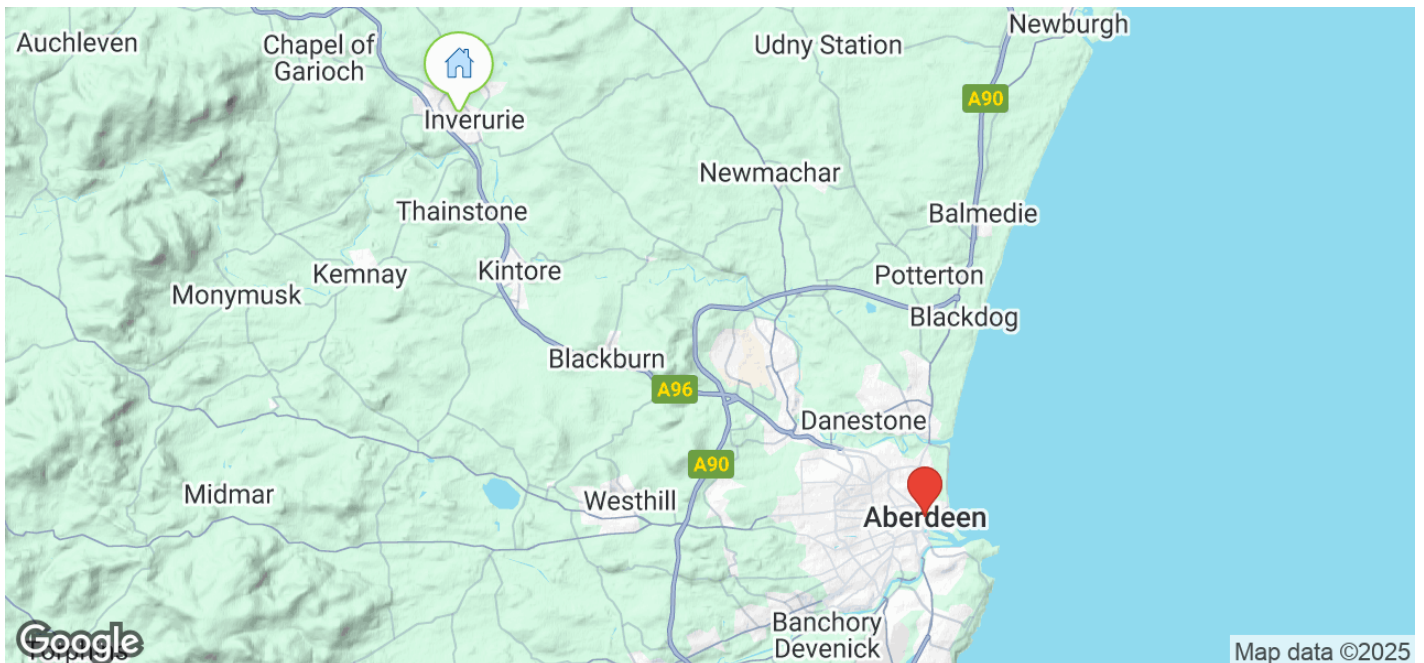 Auchleven
Chapel of
Garioch
Udny Station
Newburgh
A90
Inverurie
Newmachar
Thainstone
Balmedie
Kemnay
Kintore
Potterton
Monymusk
Blackdog
Blackburn
A96
Danestone
A90
Midmar
Westhill
Aberdeen
Banchory
Devenick
Google
Map data ©2025